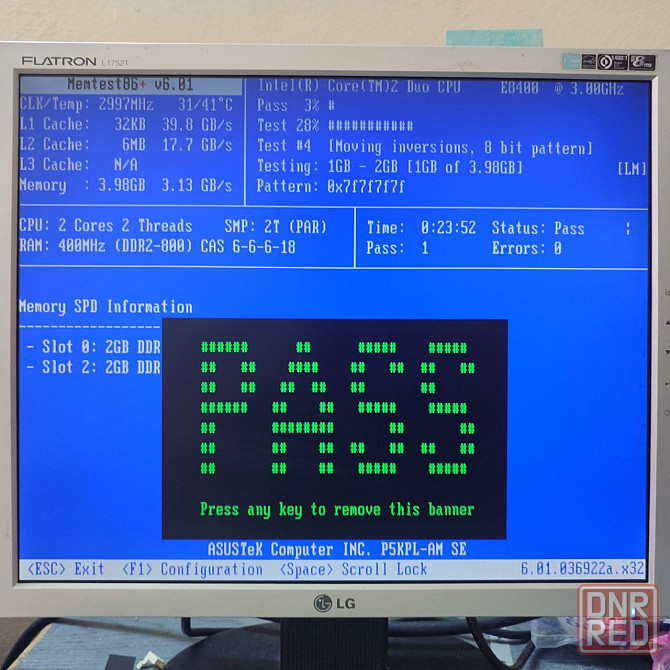 FLATRON L1752T
Memtest86+ v6.01
Intel(R) Core(TM)2 Duo CPU E8400 @ 3.00GHz
CLK/Temp: 2997MHz 31/41°C
Pass 3% #
L1 Cache: 32KB 39.8 GB/s
Test 28% ###########
L2 Cache: 6MB 17.7 GB/s
Test #4 [Moving inversions, 8 bit pattern]
L3 Cache: N/A
Testing: 1GB - 2GB [1GB of 3.98GB] [LM]
Memory : 3.98GB 3.13 GB/s
Pattern: 0x7f7f7f7f
CPU: 2 Cores 2 Threads SMP: 2T (PAR)
Time: 0:23:52 Status: Pass
RAM: 400MHz (DDR2-800) CAS 6-6-6-18
Pass: 1 Errors: 0
Memory SPD Information
- Slot 0: 2GB DDR
- Slot 2: 2GB DDR
PASS
Press any key to remove this banner
ASUSTeK Computer INC. P5KPL-AM SE
<ESC> Exit <F1> Configuration <Space> Scroll Lock 6.01.036922a.x32
LG
DNR
RED